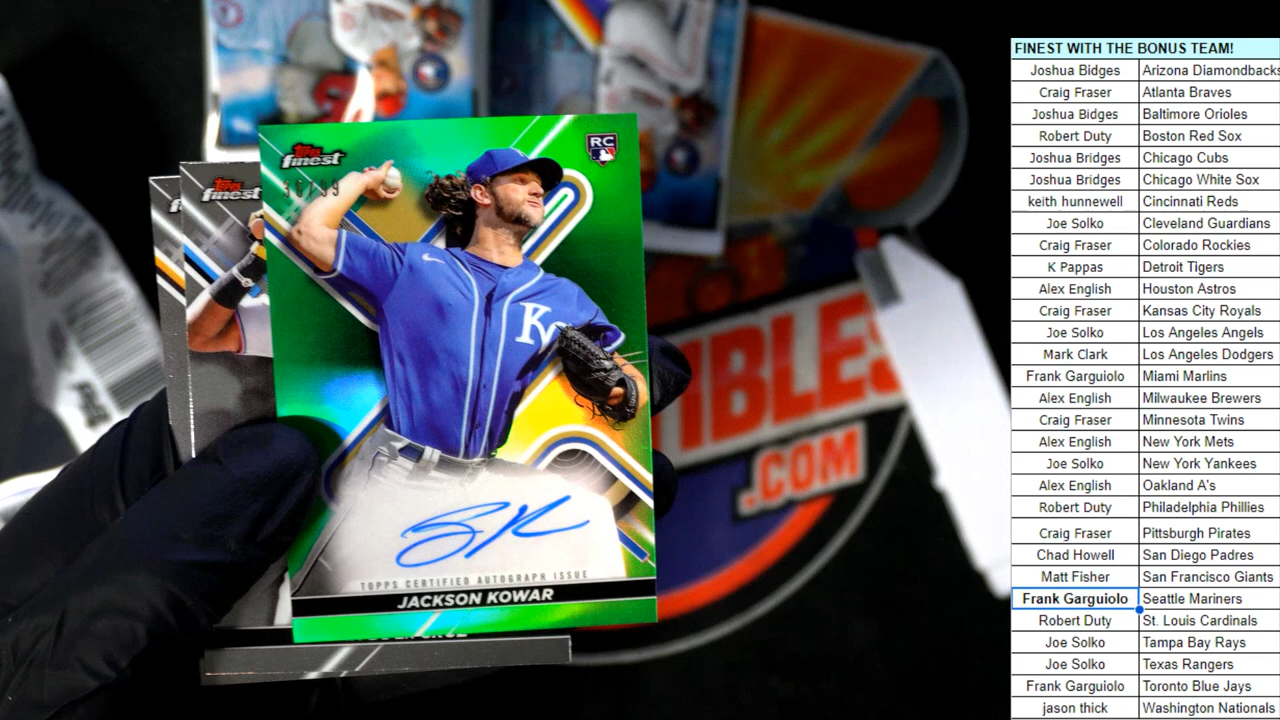 RC
TOPPS
finest
TOPPS
finest
KC
TOPPS CERTIFIED AUTOGRAPH ISSUE
JACKSON KOWAR
TIBLES
.COM
FINEST WITH THE BONUS TEAM!
Joshua Bidges Arizona Diamondbacks
Craig Fraser Atlanta Braves
Joshua Bidges Baltimore Orioles
Robert Duty Boston Red Sox
Joshua Bridges Chicago Cubs
Joshua Bridges Chicago White Sox
keith hunnewell Cincinnati Reds
Joe Solko Cleveland Guardians
Craig Fraser Colorado Rockies
K Pappas Detroit Tigers
Alex English Houston Astros
Craig Fraser Kansas City Royals
Joe Solko Los Angeles Angels
Mark Clark Los Angeles Dodgers
Frank Garguiolo Miami Marlins
Alex English Milwaukee Brewers
Craig Fraser Minnesota Twins
Alex English New York Mets
Joe Solko New York Yankees
Alex English Oakland A's
Robert Duty Philadelphia Phillies
Craig Fraser Pittsburgh Pirates
Chad Howell San Diego Padres
Matt Fisher San Francisco Giants
Frank Garguiolo Seattle Mariners
Robert Duty St. Louis Cardinals
Joe Solko Tampa Bay Rays
Joe Solko Texas Rangers
Frank Garguiolo Toronto Blue Jays
jason thick Washington Nationals